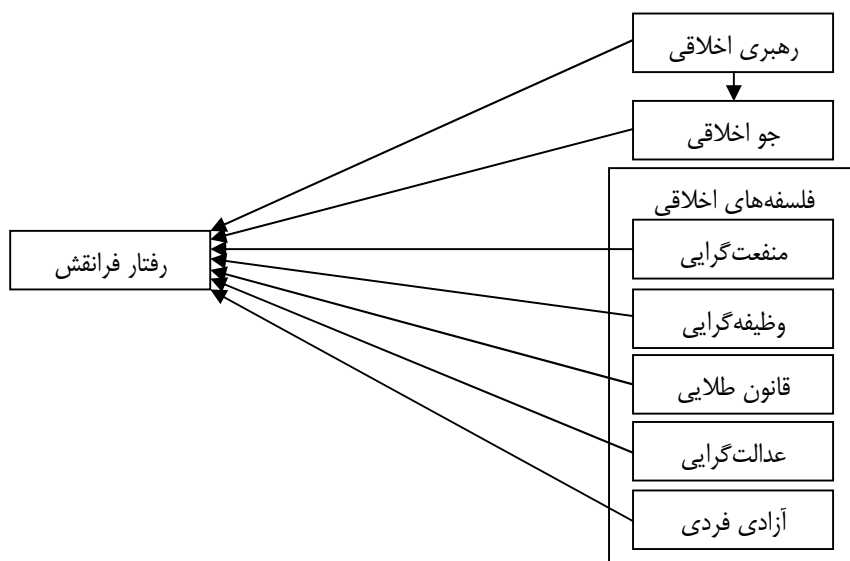 رهبری اخلاقی
جو اخلاقی
فلسفه‌های اخلاقی
منفعت‌گرایی
رفتار فرانقش
وظیفه‌گرایی
قانون طلایی
عدالت‌گرایی
آزادی فردی